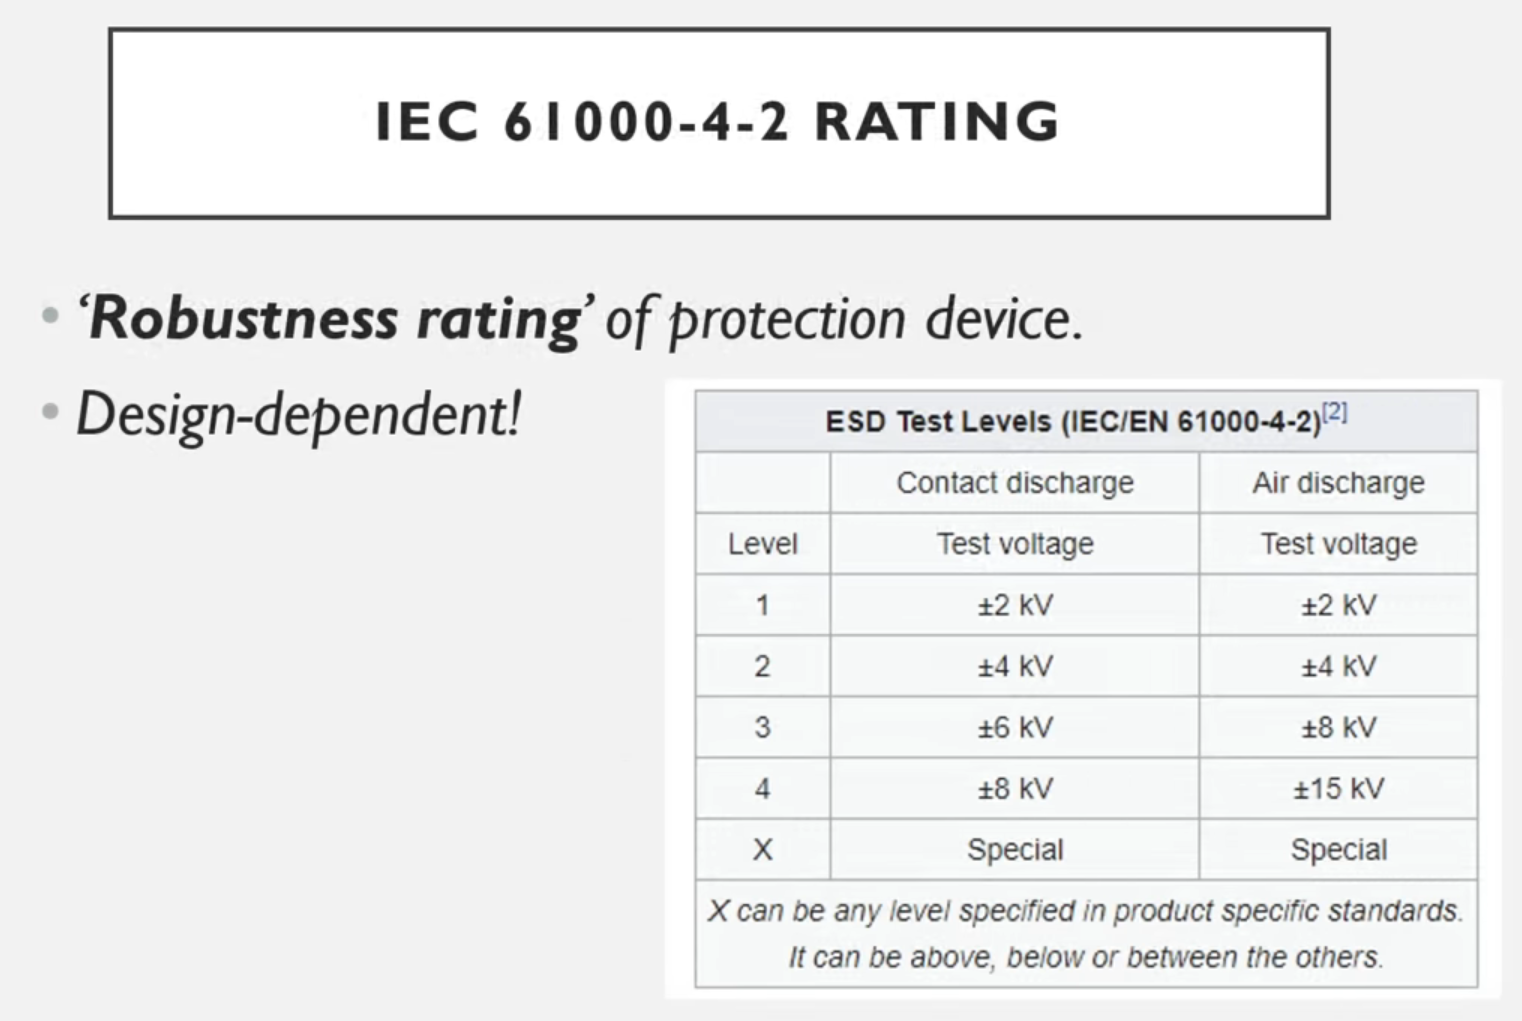 IEC 61000-4-2 RATING
• ‘Robustness rating’ of protection device.
• Design-dependent!
ESD Test Levels (IEC/EN 61000-4-2)[2]
Contact discharge Air discharge
Level Test voltage Test voltage
1 ±2 kV ±2 kV
2 ±4 kV ±4 kV
3 ±6 kV ±8 kV
4 ±8 kV ±15 kV
X Special Special
X can be any level specified in product specific standards.
It can be above, below or between the others.